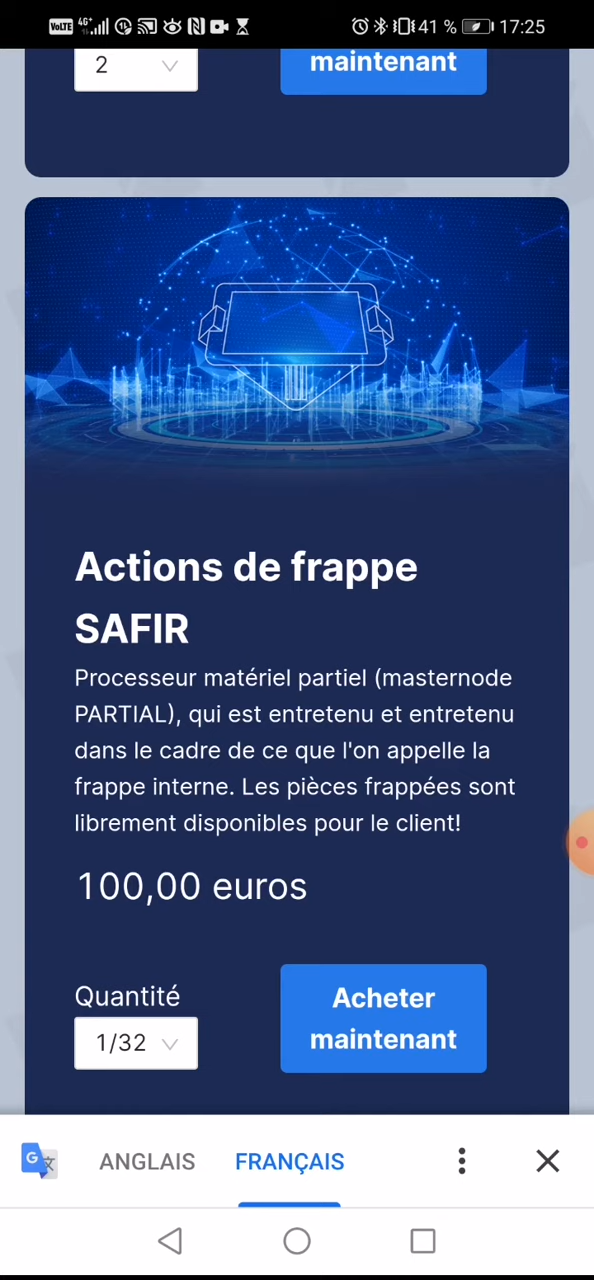 VoLTE 4G+ 41 % 17:25
2
maintenant
Actions de frappe
SAFIR
Processeur matériel partiel (masternode
PARTIAL), qui est entretenu et entretenu
dans le cadre de ce que l'on appelle la
frappe interne. Les pièces frappées sont
librement disponibles pour le client!
100,00 euros
Quantité
1/32
Acheter
maintenant
ANGLAIS FRANÇAIS